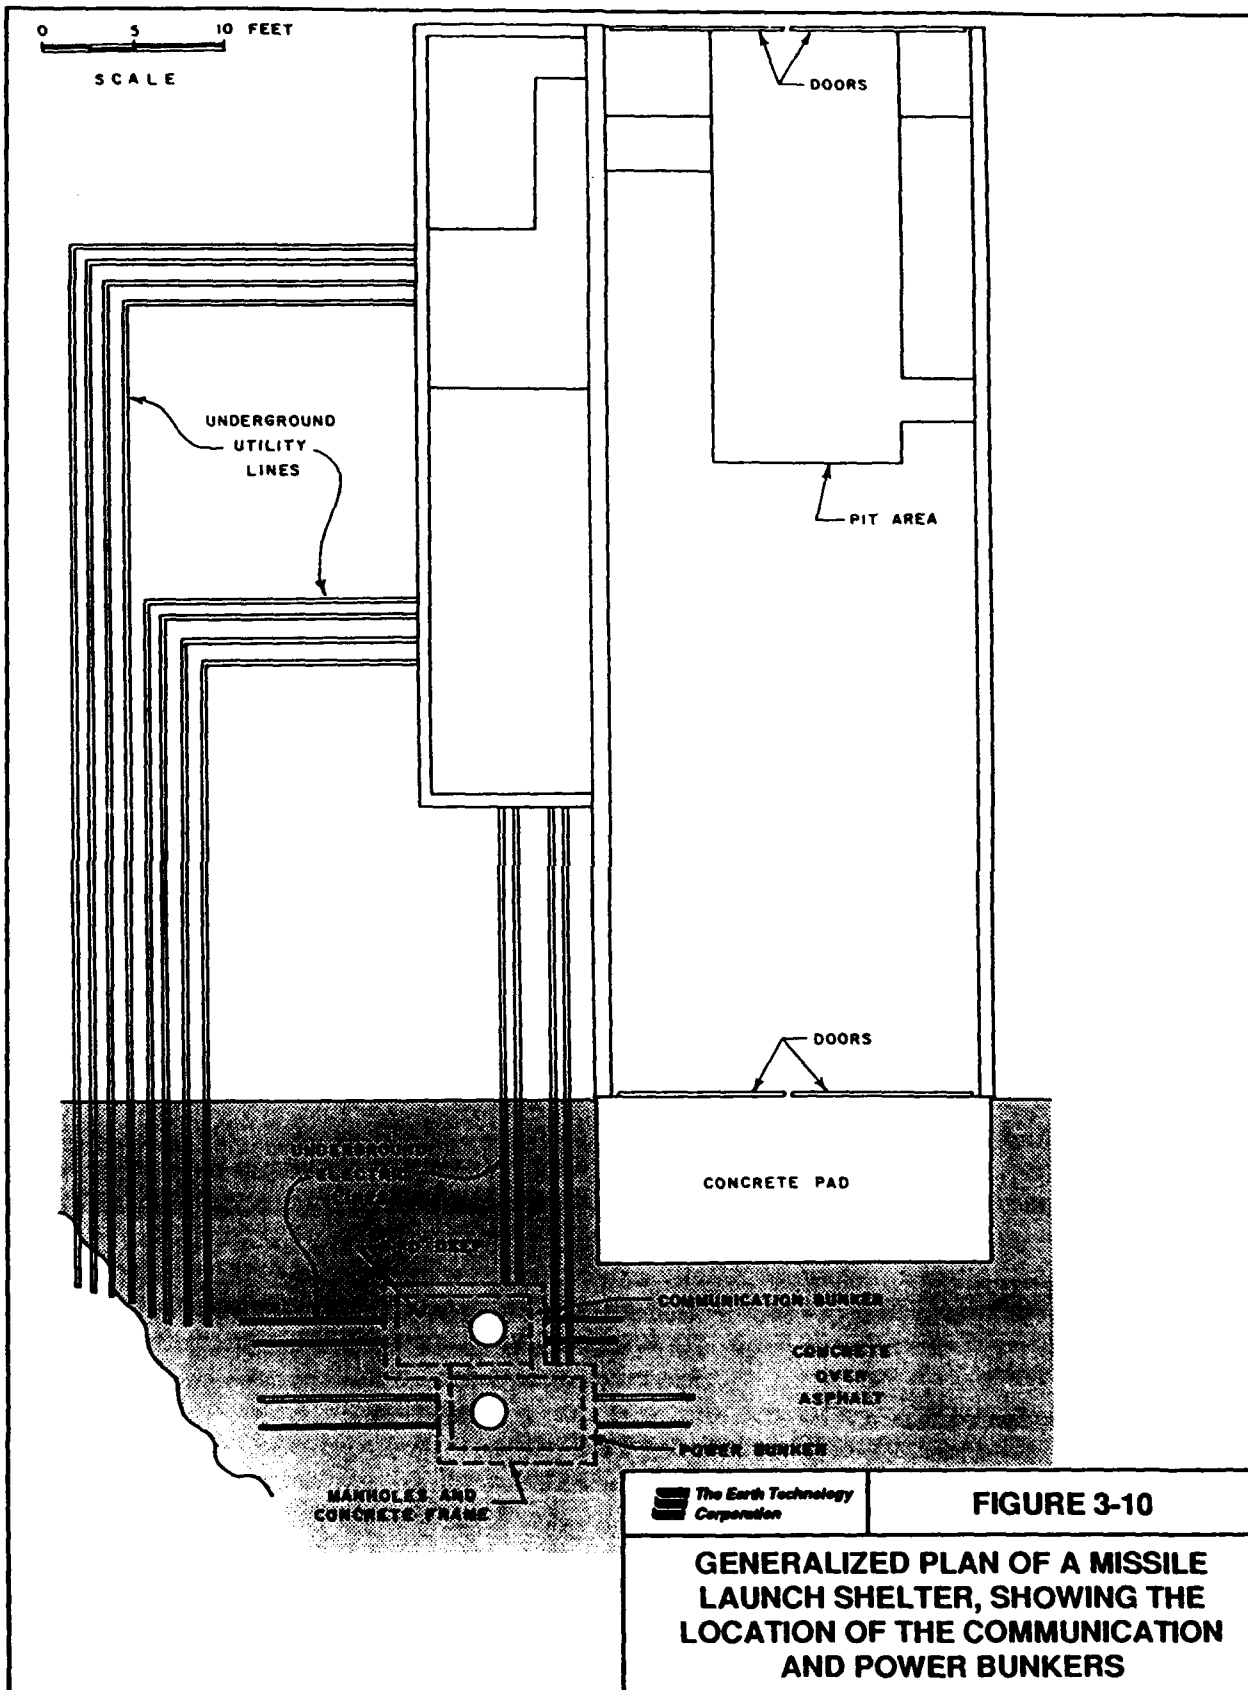 0 5 10 FEET
SCALE
DOORS
UNDERGROUND
UTILITY
LINES
PIT AREA
DOORS
CONCRETE PAD
UNDERGROUND
DEEP
COMMUNICATION BUNKER
CONCRETE
OVER
ASPHALT
POWER BUNKER
MANHOLES AND
CONCRETE FRAME
The Earth Technology
Corporation
FIGURE 3-10
GENERALIZED PLAN OF A MISSILE
LAUNCH SHELTER, SHOWING THE
LOCATION OF THE COMMUNICATION
AND POWER BUNKERS